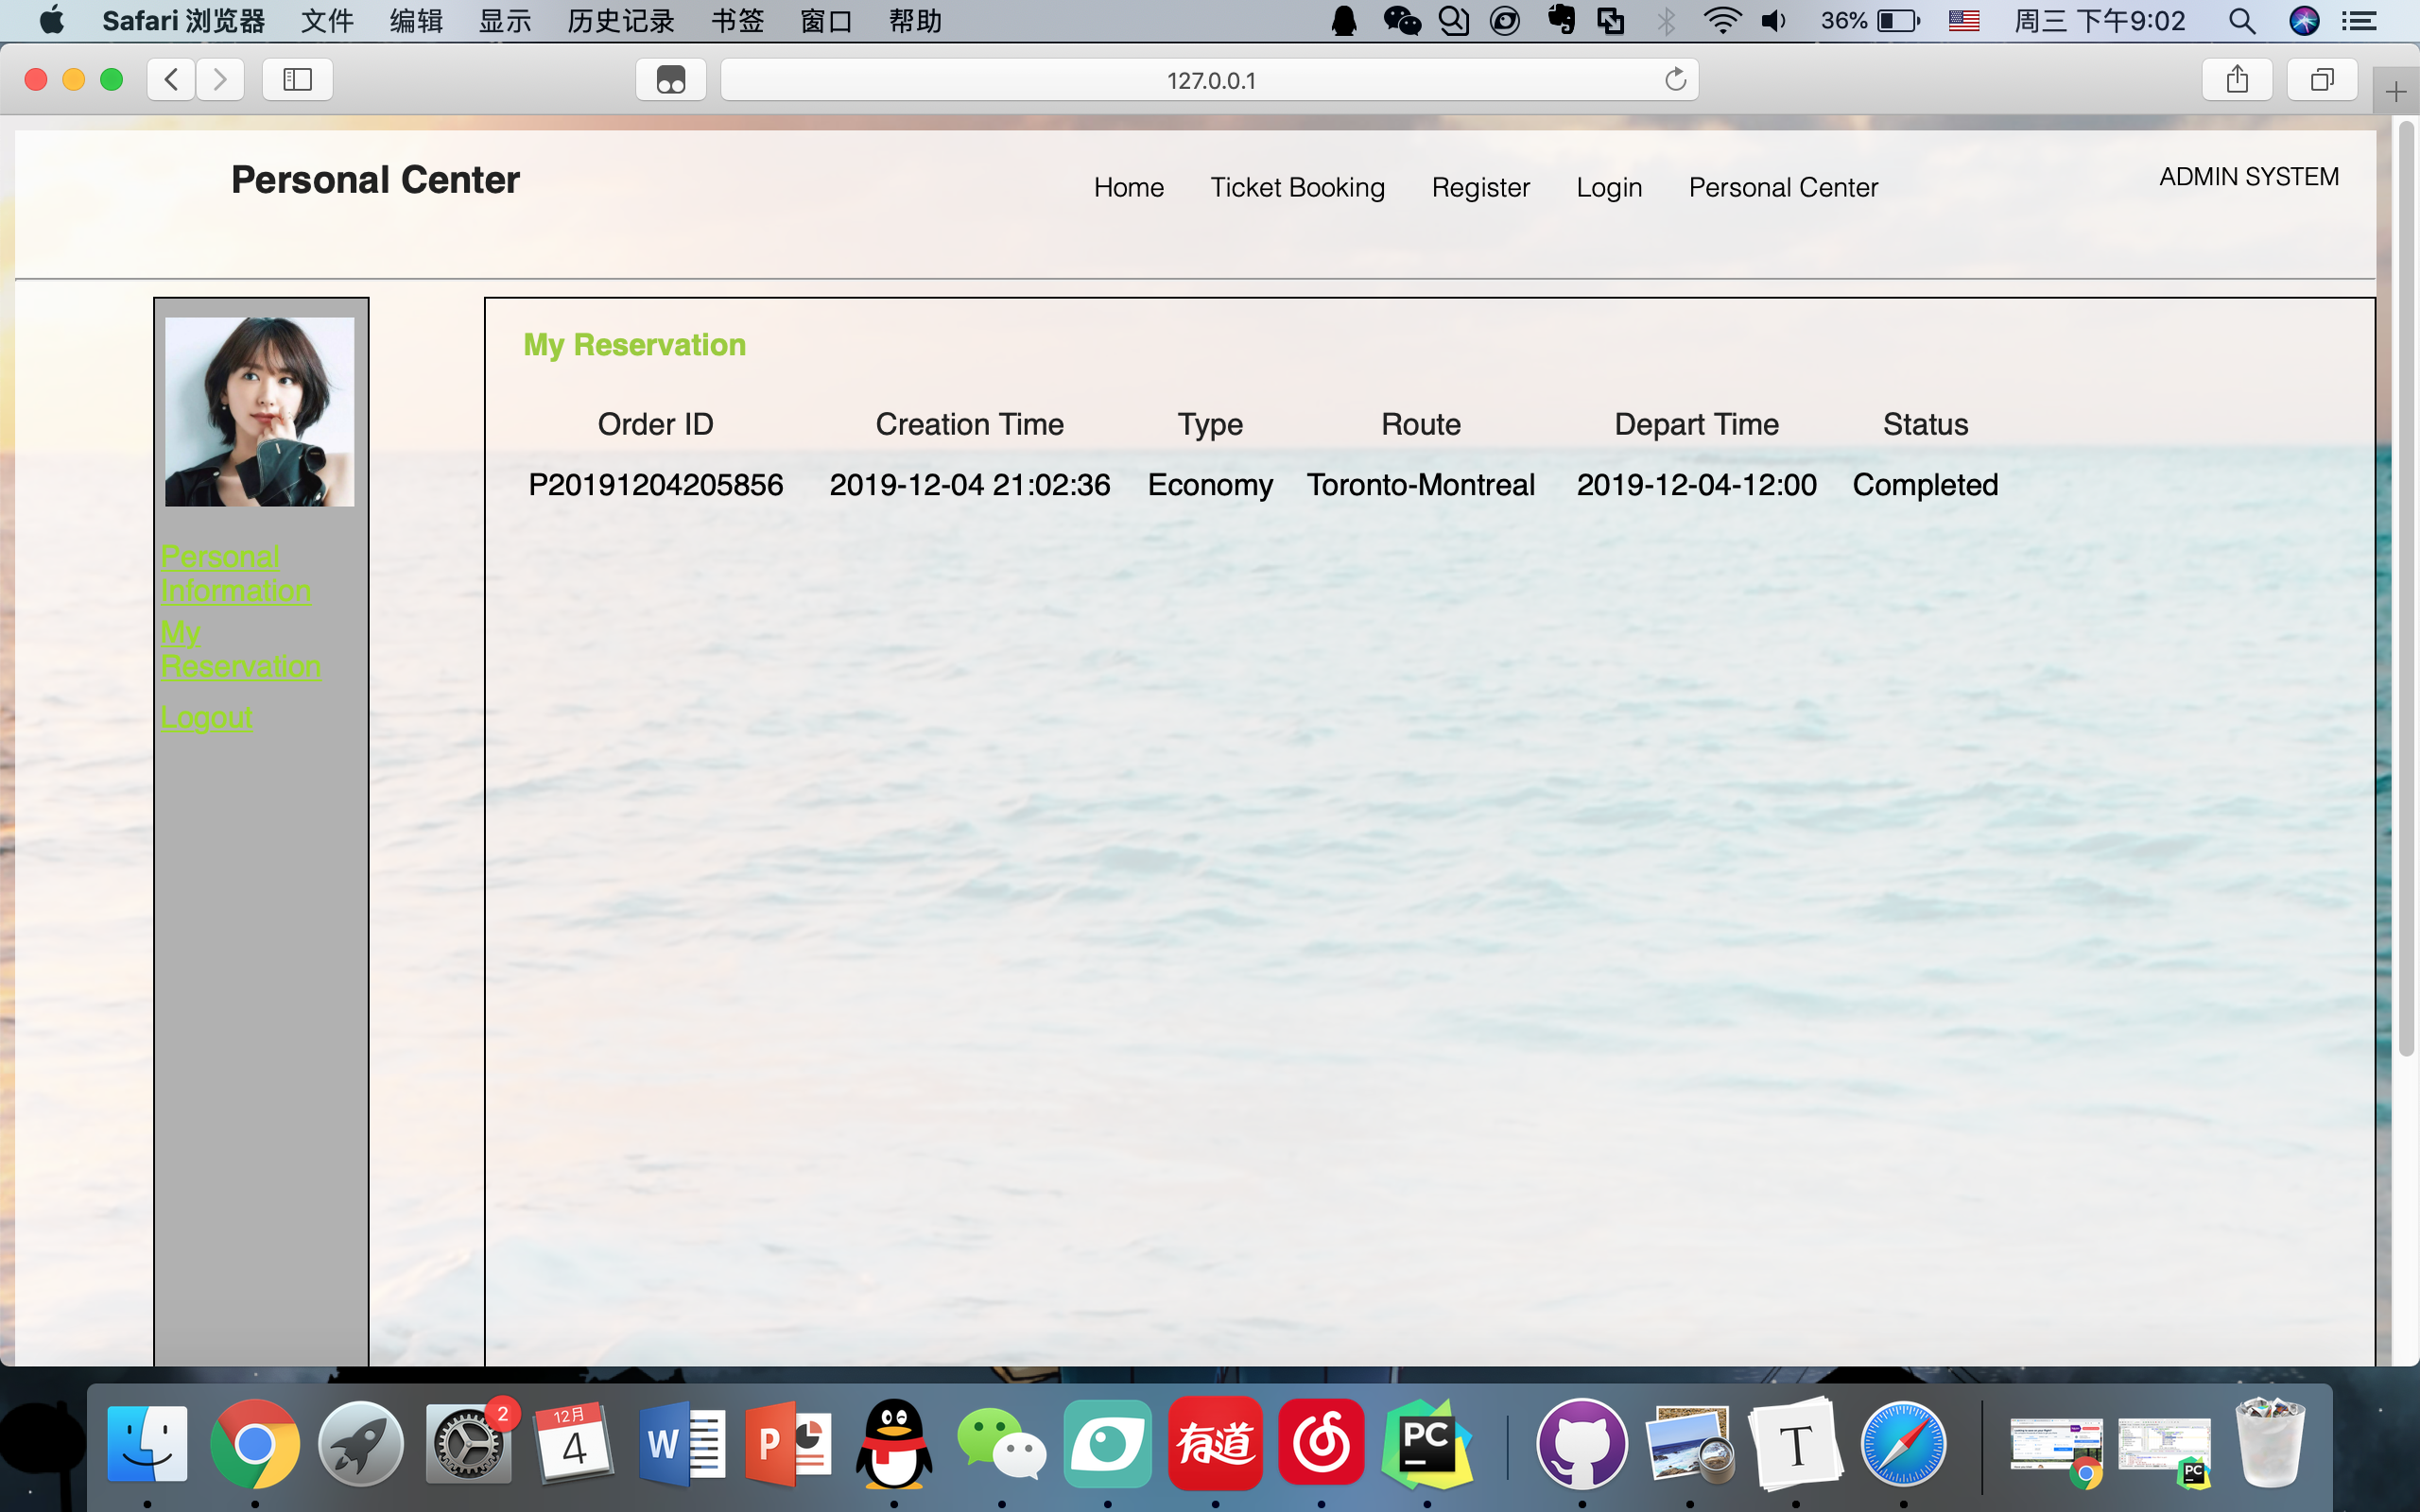 Safari 浏览器 文件 编辑 显示 历史记录 书签 窗口 帮助 36% 周三 下午9:02
127.0.0.1
Personal Center
Home Ticket Booking Register Login Personal Center
ADMIN SYSTEM
My Reservation
Order ID Creation Time Type Route Depart Time Status
P20191204205856 2019-12-04 21:02:36 Economy Toronto-Montreal 2019-12-04-12:00 Completed
Personal
Information
My
Reservation
Logout
2
12月
4
W
P
有道
PC
T
PC